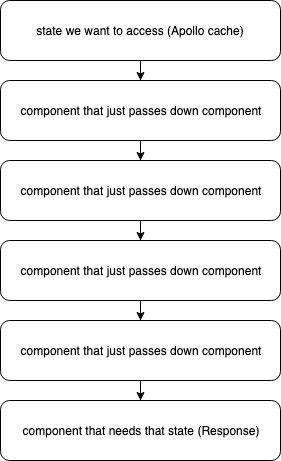 state we want to access (Apollo cache)
component that just passes down component
component that just passes down component
component that just passes down component
component that just passes down component
component that needs that state (Response)